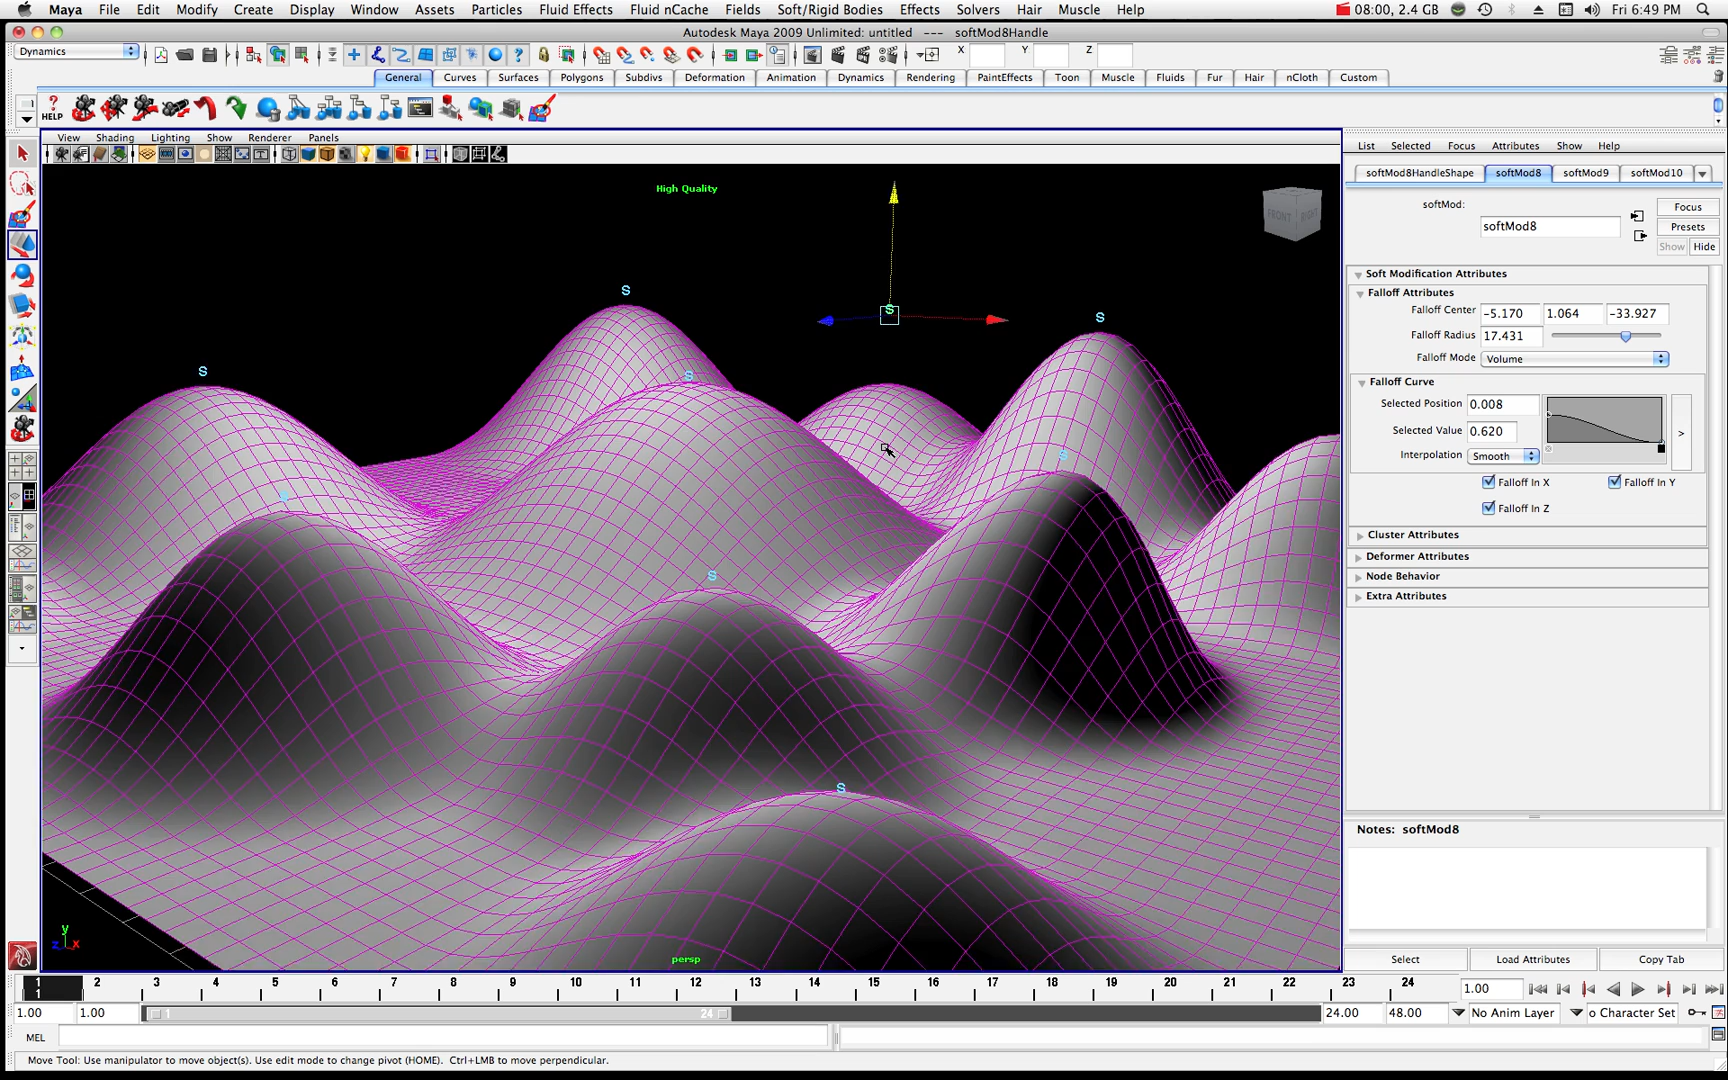 Maya File Edit Modify Create Display Window Assets Particles Fluid Effects Fluid nCache Fields Soft/Rigid Bodies Effects Solvers Hair Muscle Help 08:00, 2.4 GB Fri 6:49 PM
Autodesk Maya 2009 Unlimited: untitled --- softMod8Handle
Dynamics X Y Z
General Curves Surfaces Polygons Subdivs Deformation Animation Dynamics Rendering PaintEffects Toon Muscle Fluids Fur Hair nCloth Custom
? HELP
View Shading Lighting Show Renderer Panels
List Selected Focus Attributes Show Help
High Quality
softMod8HandleShape softMod8 softMod9 softMod10
softMod: softMod8
Focus
Presets
Show Hide
FRONT RIGHT
Soft Modification Attributes
Falloff Attributes
Falloff Center -5.170 1.064 -33.927
Falloff Radius 17.431
Falloff Mode Volume
Falloff Curve
Selected Position 0.008
Selected Value 0.620 >
Interpolation Smooth
Falloff In X Falloff In Y
Falloff In Z
Cluster Attributes
Deformer Attributes
Node Behavior
Extra Attributes
S
S
S
S
S
S
S
S
S
Notes: softMod8
y
z x
persp
Select Load Attributes Copy Tab
1 2 3 4 5 6 7 8 9 10 11 12 13 14 15 16 17 18 19 20 21 22 23 24 1.00
1
1.00 1.00 1 24 24.00 48.00 No Anim Layer o Character Set
MEL
Move Tool: Use manipulator to move object(s). Use edit mode to change pivot (HOME). Ctrl+LMB to move perpendicular.